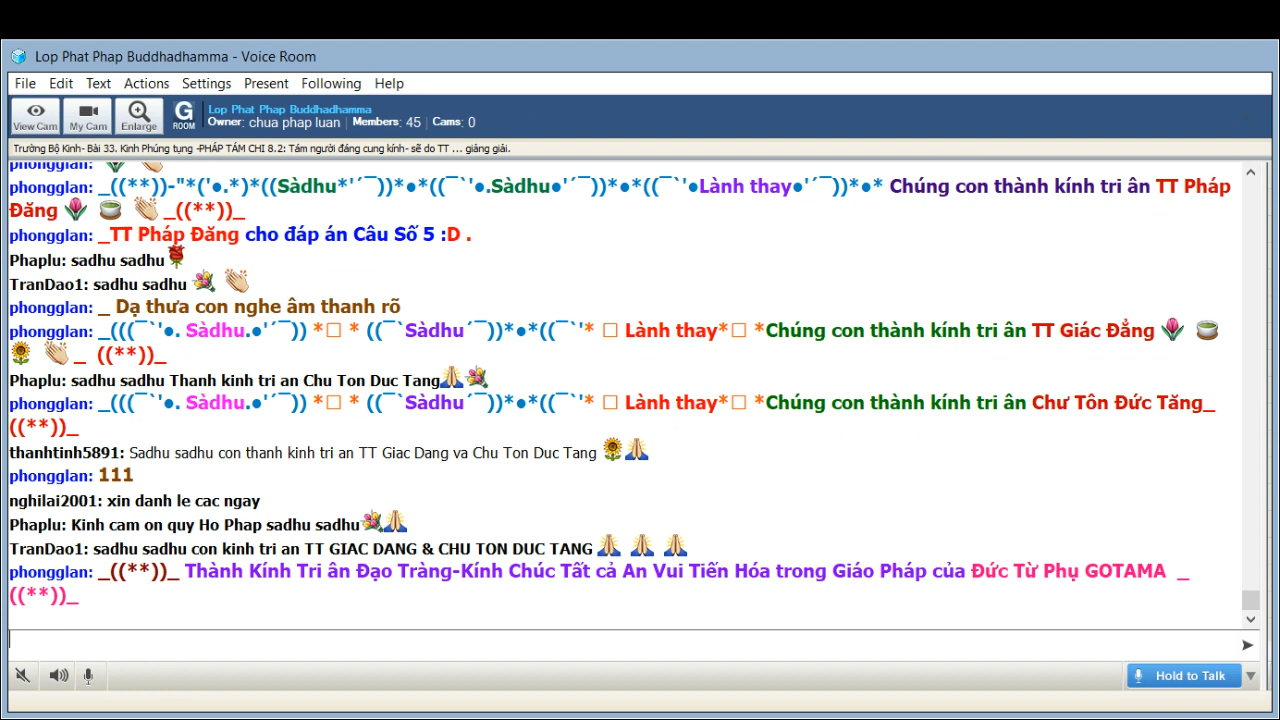 Lop Phat Phap Buddhadhamma - Voice Room
File Edit Text Actions Settings Present Following Help
View Cam My Cam Enlarge G ROOM Lop Phat Phap Buddhadhamma
Owner: chua phap luan | Members: 45 | Cams: 0
Trường Bộ Kinh- Bài 33. Kinh Phúng tụng -PHÁP TÁM CHI 8.2: Tám người đáng cung kính- sẽ do TT ... giảng giải.
phongglan:
phongglan: _((**))-"*('●.*)*((Sàdhu*'´¯))*●*((¯`'●.Sàdhu●'´¯))*●*((¯`'●Lành thay●'´¯))*●* Chúng con thành kính tri ân TT Pháp
Đăng 🌷 🍵 👏 _((**))_
phongglan: _TT Pháp Đăng cho đáp án Câu Số 5 :D .
Phaplu: sadhu sadhu🌹
TranDao1: sadhu sadhu 💐 👏
phongglan: _ Dạ thưa con nghe âm thanh rõ
phongglan: _(((¯`'●. Sàdhu.●'´¯)) *□ * ((¯`Sàdhu´¯))*●*((¯`'* □ Lành thay*□ *Chúng con thành kính tri ân TT Giác Đẳng 🌷 🍵
🌻 👏 _ ((**))_
Phaplu: sadhu sadhu Thanh kinh tri an Chu Ton Duc Tang🙏💐
phongglan: _(((¯`'●. Sàdhu.●'´¯)) *□ * ((¯`Sàdhu´¯))*●*((¯`'* □ Lành thay*□ *Chúng con thành kính tri ân Chư Tôn Đức Tăng_
((**))_
thanhtinh5891: Sadhu sadhu con thanh kinh tri an TT Giac Dang va Chu Ton Duc Tang 🌻🙏
phongglan: 111
nghilai2001: xin danh le cac ngay
Phaplu: Kinh cam on quy Ho Phap sadhu sadhu💐🙏
TranDao1: sadhu sadhu con kinh tri an TT GIAC DANG & CHU TON DUC TANG 🙏 🙏 🙏
phongglan: _((**))_ Thành Kính Tri ân Đạo Tràng-Kính Chúc Tất cả An Vui Tiến Hóa trong Giáo Pháp của Đức Từ Phụ GOTAMA _
((**))_
Hold to Talk